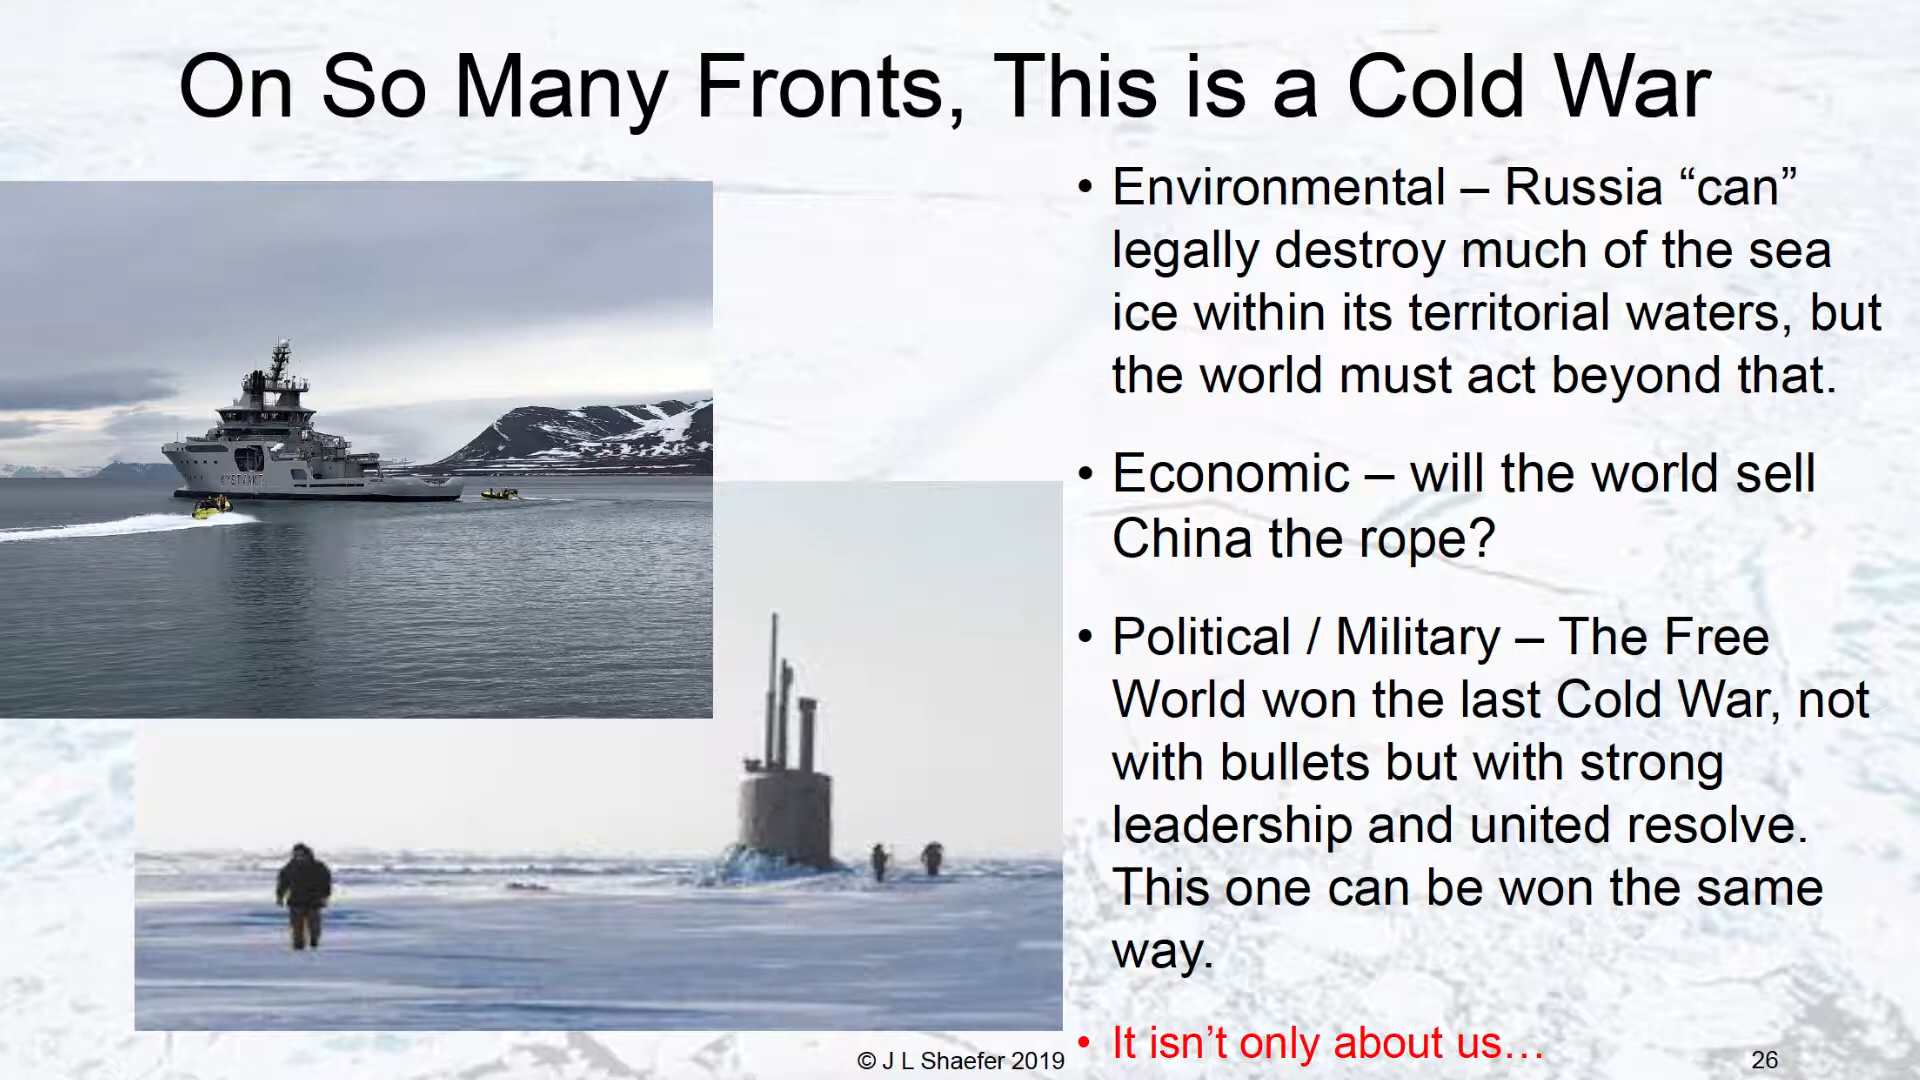 On So Many Fronts, This is a Cold War
• Environmental – Russia “can”
legally destroy much of the sea
ice within its territorial waters, but
the world must act beyond that.
• Economic – will the world sell
China the rope?
• Political / Military – The Free
World won the last Cold War, not
with bullets but with strong
leadership and united resolve.
This one can be won the same
way.
• It isn’t only about us…
© J L Shaefer 2019
26